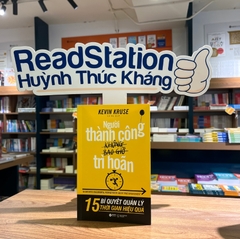 ReadStation
Huỳnh Thúc Kháng
KEVIN KRUSE
Người
thành công
KHÔNG
BAO GIỜ
trì hoãn
15 BÍ QUYẾT QUẢN LÝ
THỜI GIAN HIỆU QUẢ